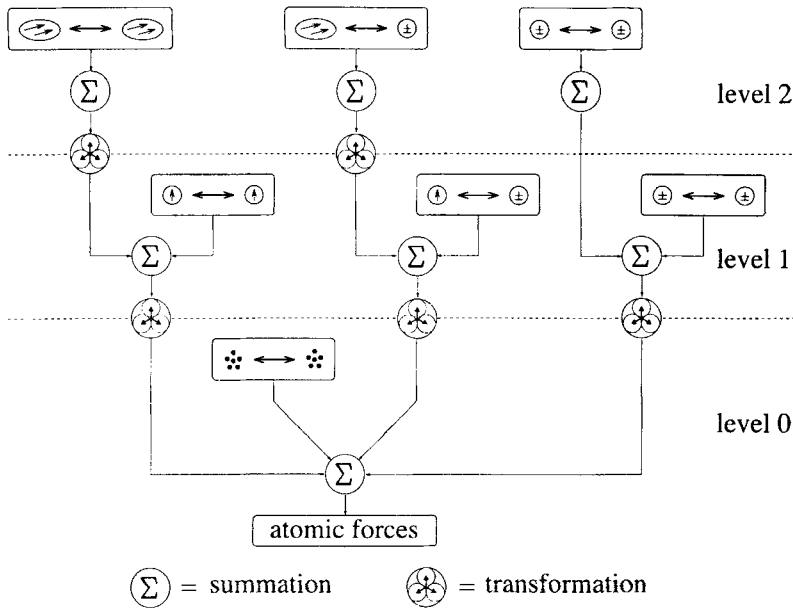 ± 
± ±
Σ Σ Σ
level 2
± 
± ±
Σ Σ Σ
level 1
level 0
Σ
atomic forces
Σ = summation
= transformation